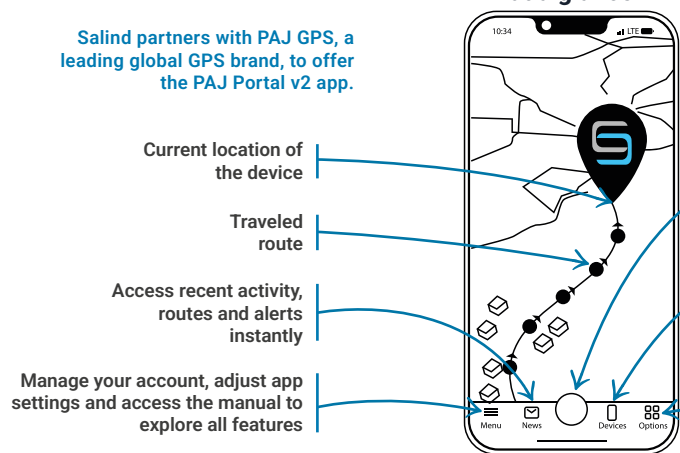 Salind partners with PAJ GPS, a
leading global GPS brand, to offer
the PAJ Portal v2 app.
10:34
LTE
Current location of
the device
Traveled
route
Access recent activity,
routes and alerts
instantly
Manage your account, adjust app
settings and access the manual to
explore all features
Menu
News
Devices
Options